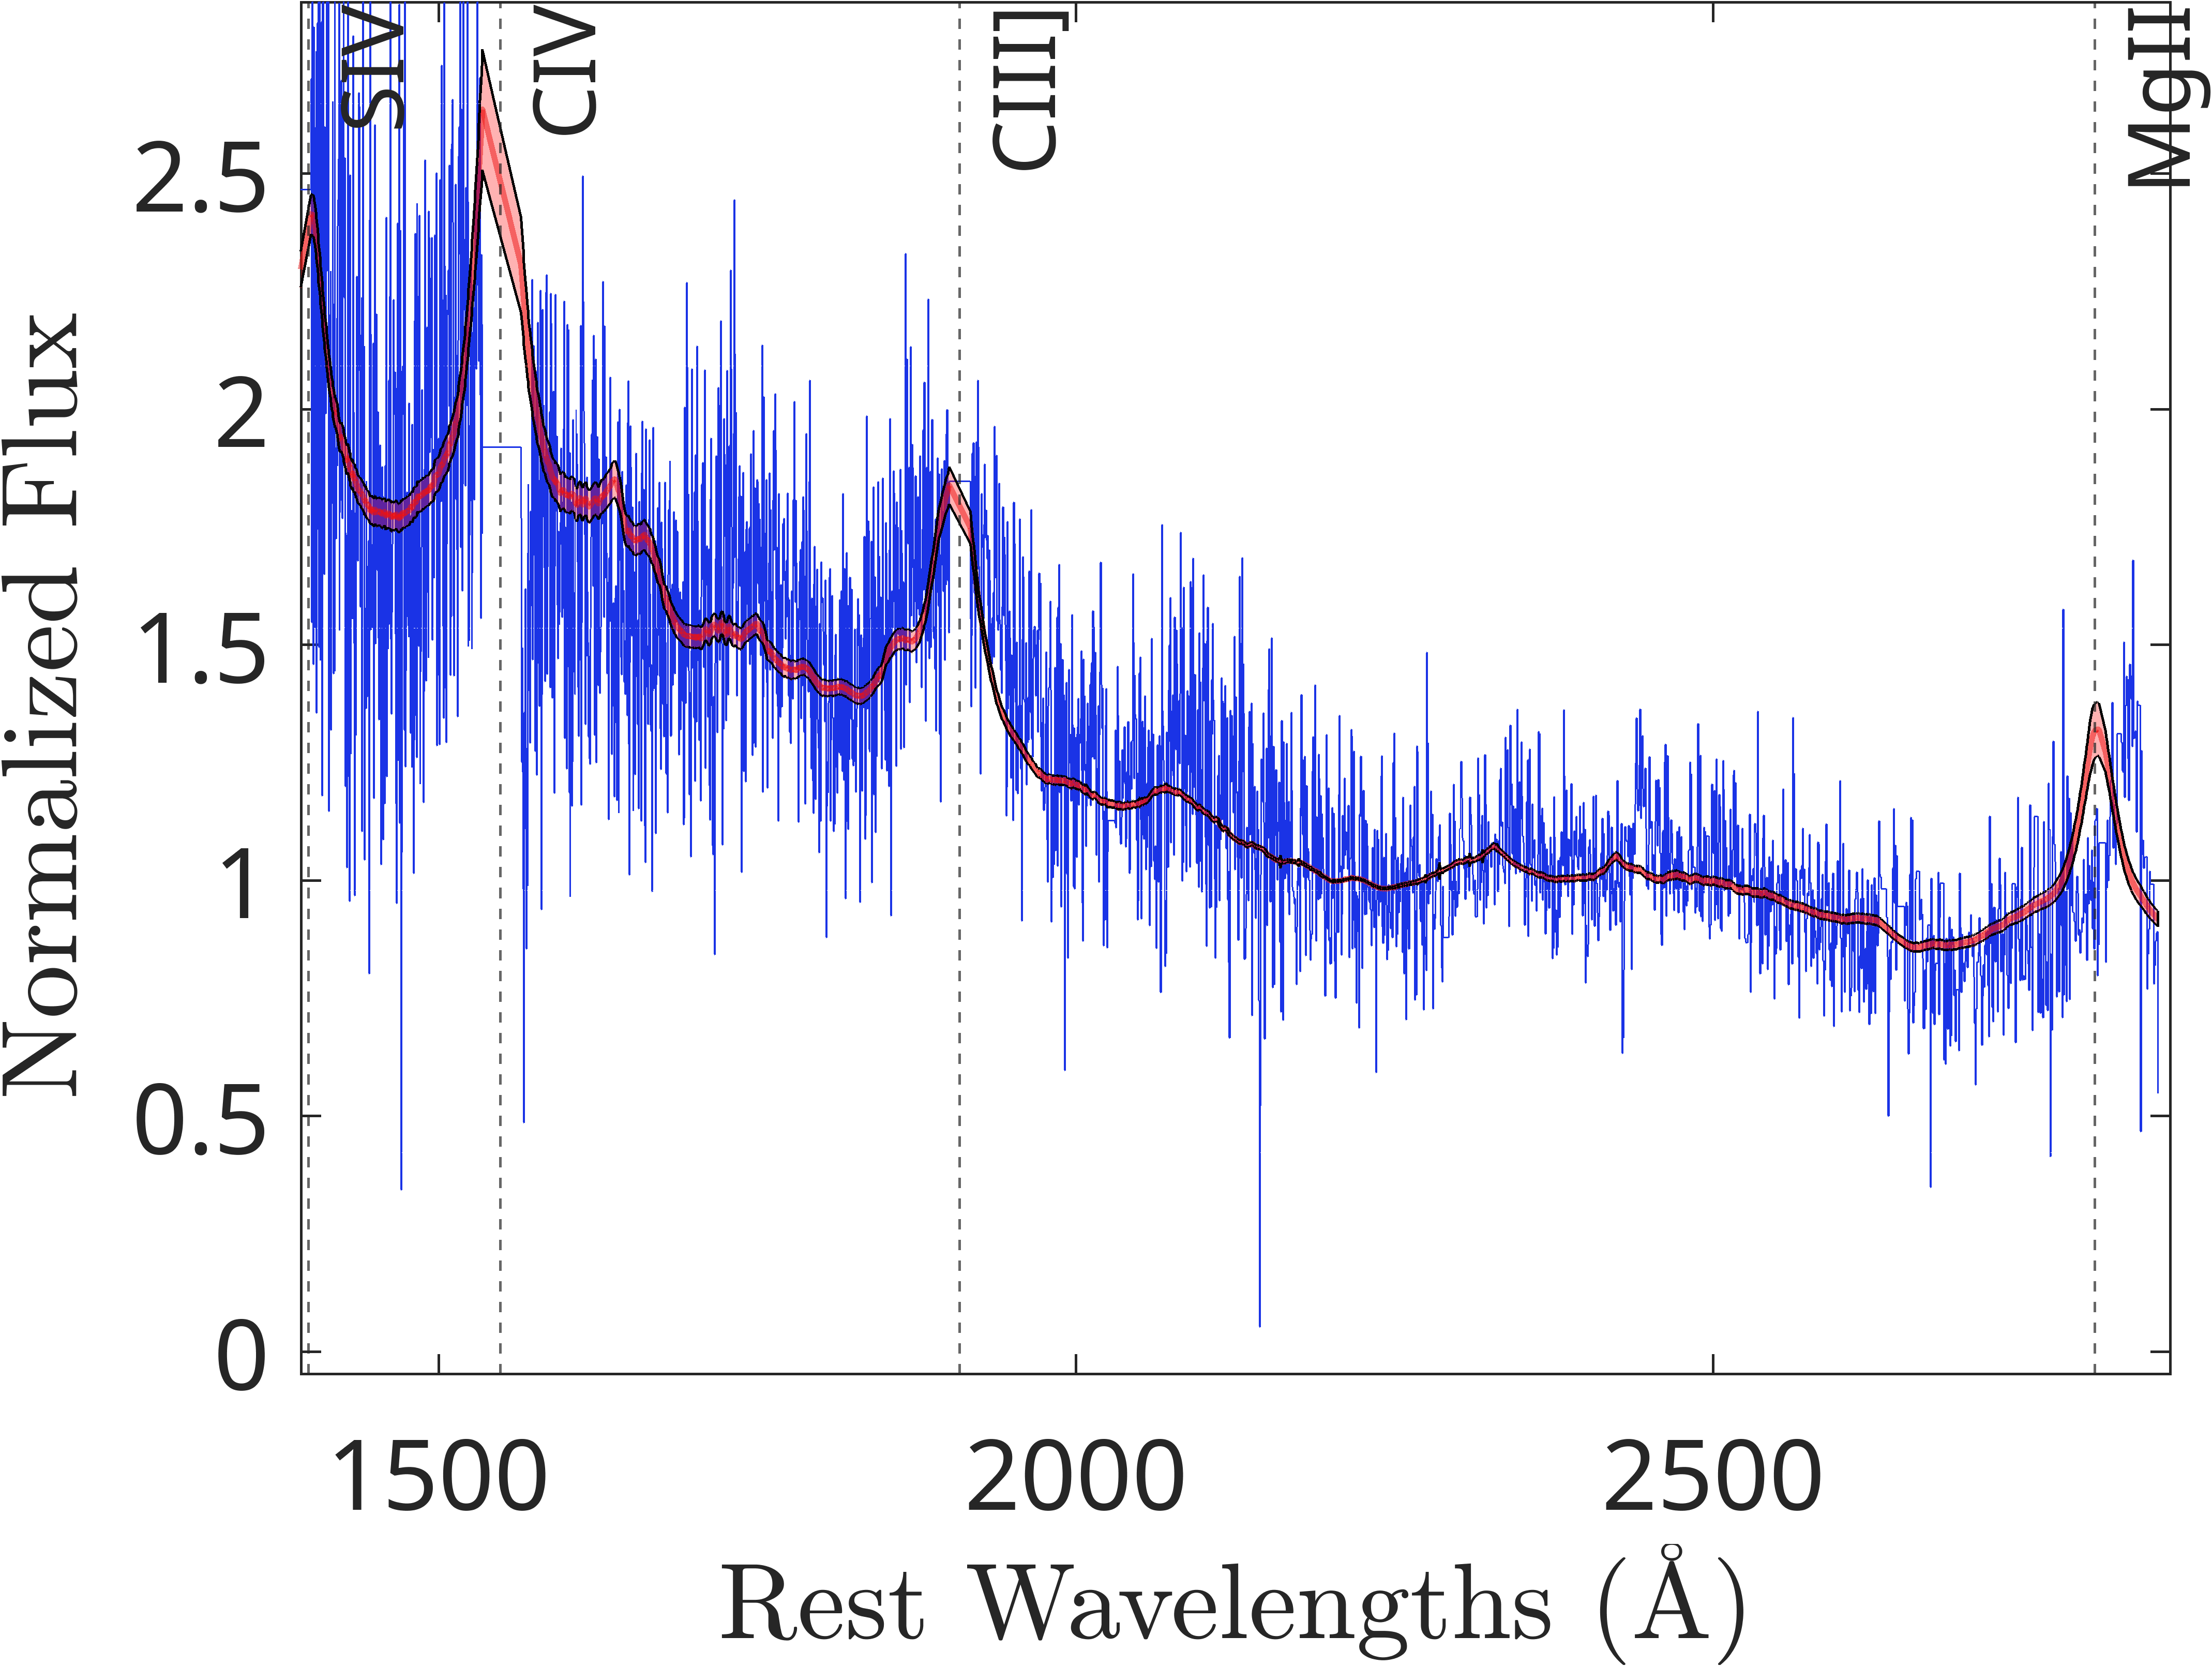 SIV
CIV
CIII]
MgII
2.5
2
1.5
1
0.5
0
Normalized Flux
1500
2000
2500
Rest Wavelengths (Å)